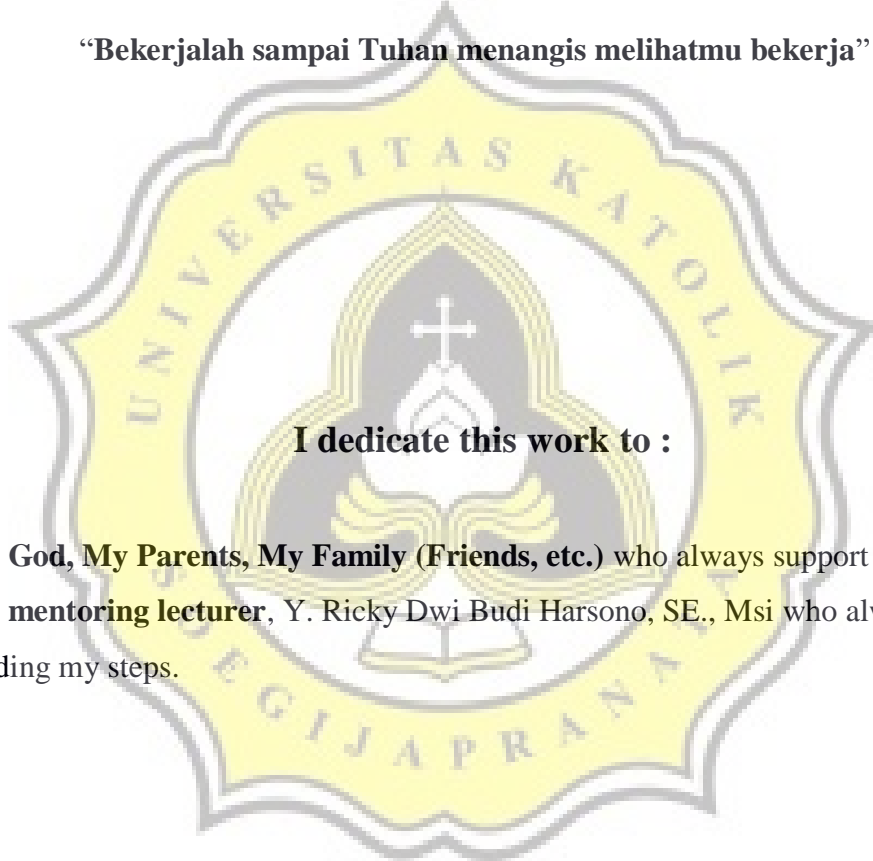 “Bekerjalah sampai Tuhan menangis melihatmu bekerja”
UNIVERSITAS KATOLIK
I dedicate this work to :
God, My Parents, My Family (Friends, etc.) who always support
mentoring lecturer, Y. Ricky Dwi Budi Harsono, SE., Msi who
ding my steps.
SOEGIJAPRANATA